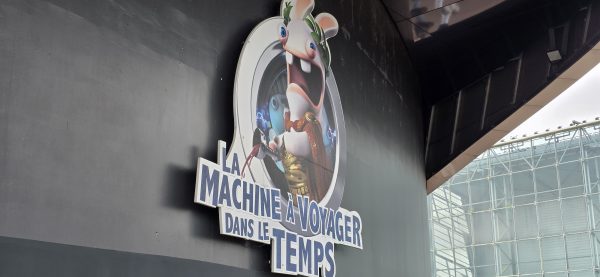 LA
MACHINE À VOYAGER
DANS LE
TEMPS